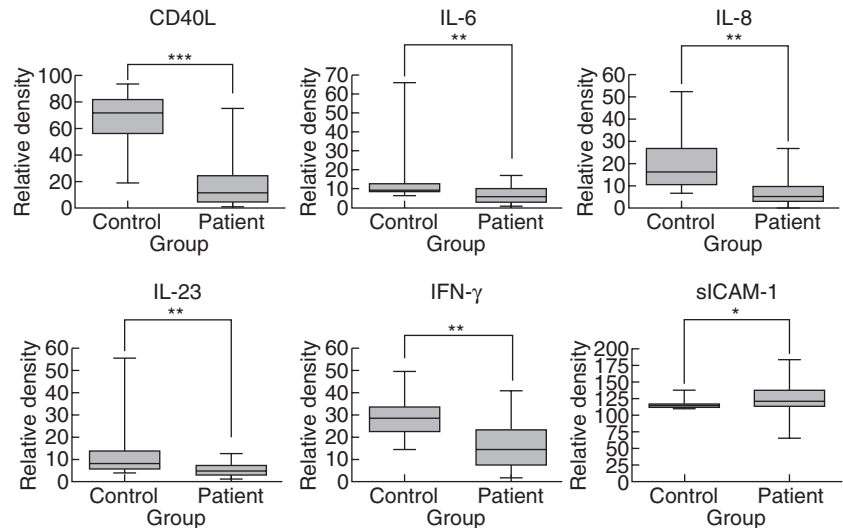 CD40L
***
Relative density
100
80
60
40
20
0
Control Patient
Group
IL-6
**
Relative density
70
60
50
40
30
20
10
0
Control Patient
Group
IL-8
**
Relative density
60
50
40
30
20
10
0
Control Patient
Group
IL-23
**
Relative density
60
50
40
30
20
10
0
Control Patient
Group
IFN-γ
**
Relative density
60
50
40
30
20
10
0
Control Patient
Group
sICAM-1
*
Relative density
200
175
150
125
100
75
50
25
0
Control Patient
Group